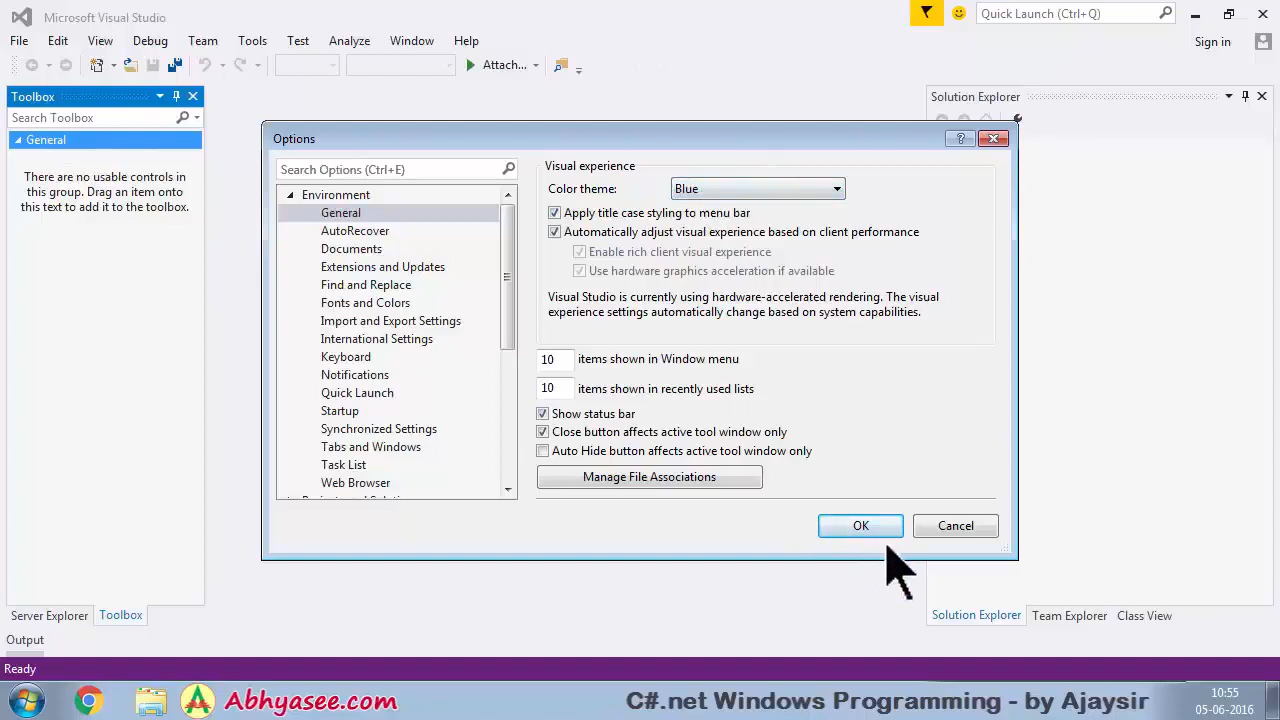 Microsoft Visual Studio
Quick Launch (Ctrl+Q)
File Edit View Debug Team Tools Test Analyze Window Help
Sign in
Attach...
Toolbox
Search Toolbox
General
There are no usable controls in
this group. Drag an item onto
this text to add it to the toolbox.
Solution Explorer
Options
Search Options (Ctrl+E)
Environment
General
AutoRecover
Documents
Extensions and Updates
Find and Replace
Fonts and Colors
Import and Export Settings
International Settings
Keyboard
Notifications
Quick Launch
Startup
Synchronized Settings
Tabs and Windows
Task List
Web Browser
Visual experience
Color theme: Blue
Apply title case styling to menu bar
Automatically adjust visual experience based on client performance
Enable rich client visual experience
Use hardware graphics acceleration if available
Visual Studio is currently using hardware-accelerated rendering. The visual
experience settings automatically change based on system capabilities.
10 items shown in Window menu
10 items shown in recently used lists
Show status bar
Close button affects active tool window only
Auto Hide button affects active tool window only
Manage File Associations
OK Cancel
Server Explorer Toolbox
Solution Explorer Team Explorer Class View
Output
Ready
Abhyasee.com
C#.net Windows Programming - by Ajaysir
10:55
05-06-2016